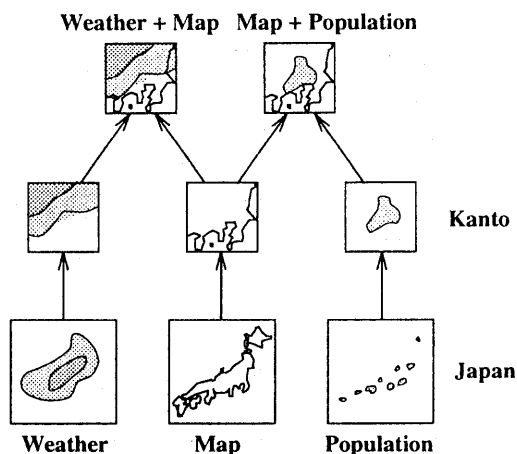 Weather + Map Map + Population
Kanto
Japan
Weather Map Population